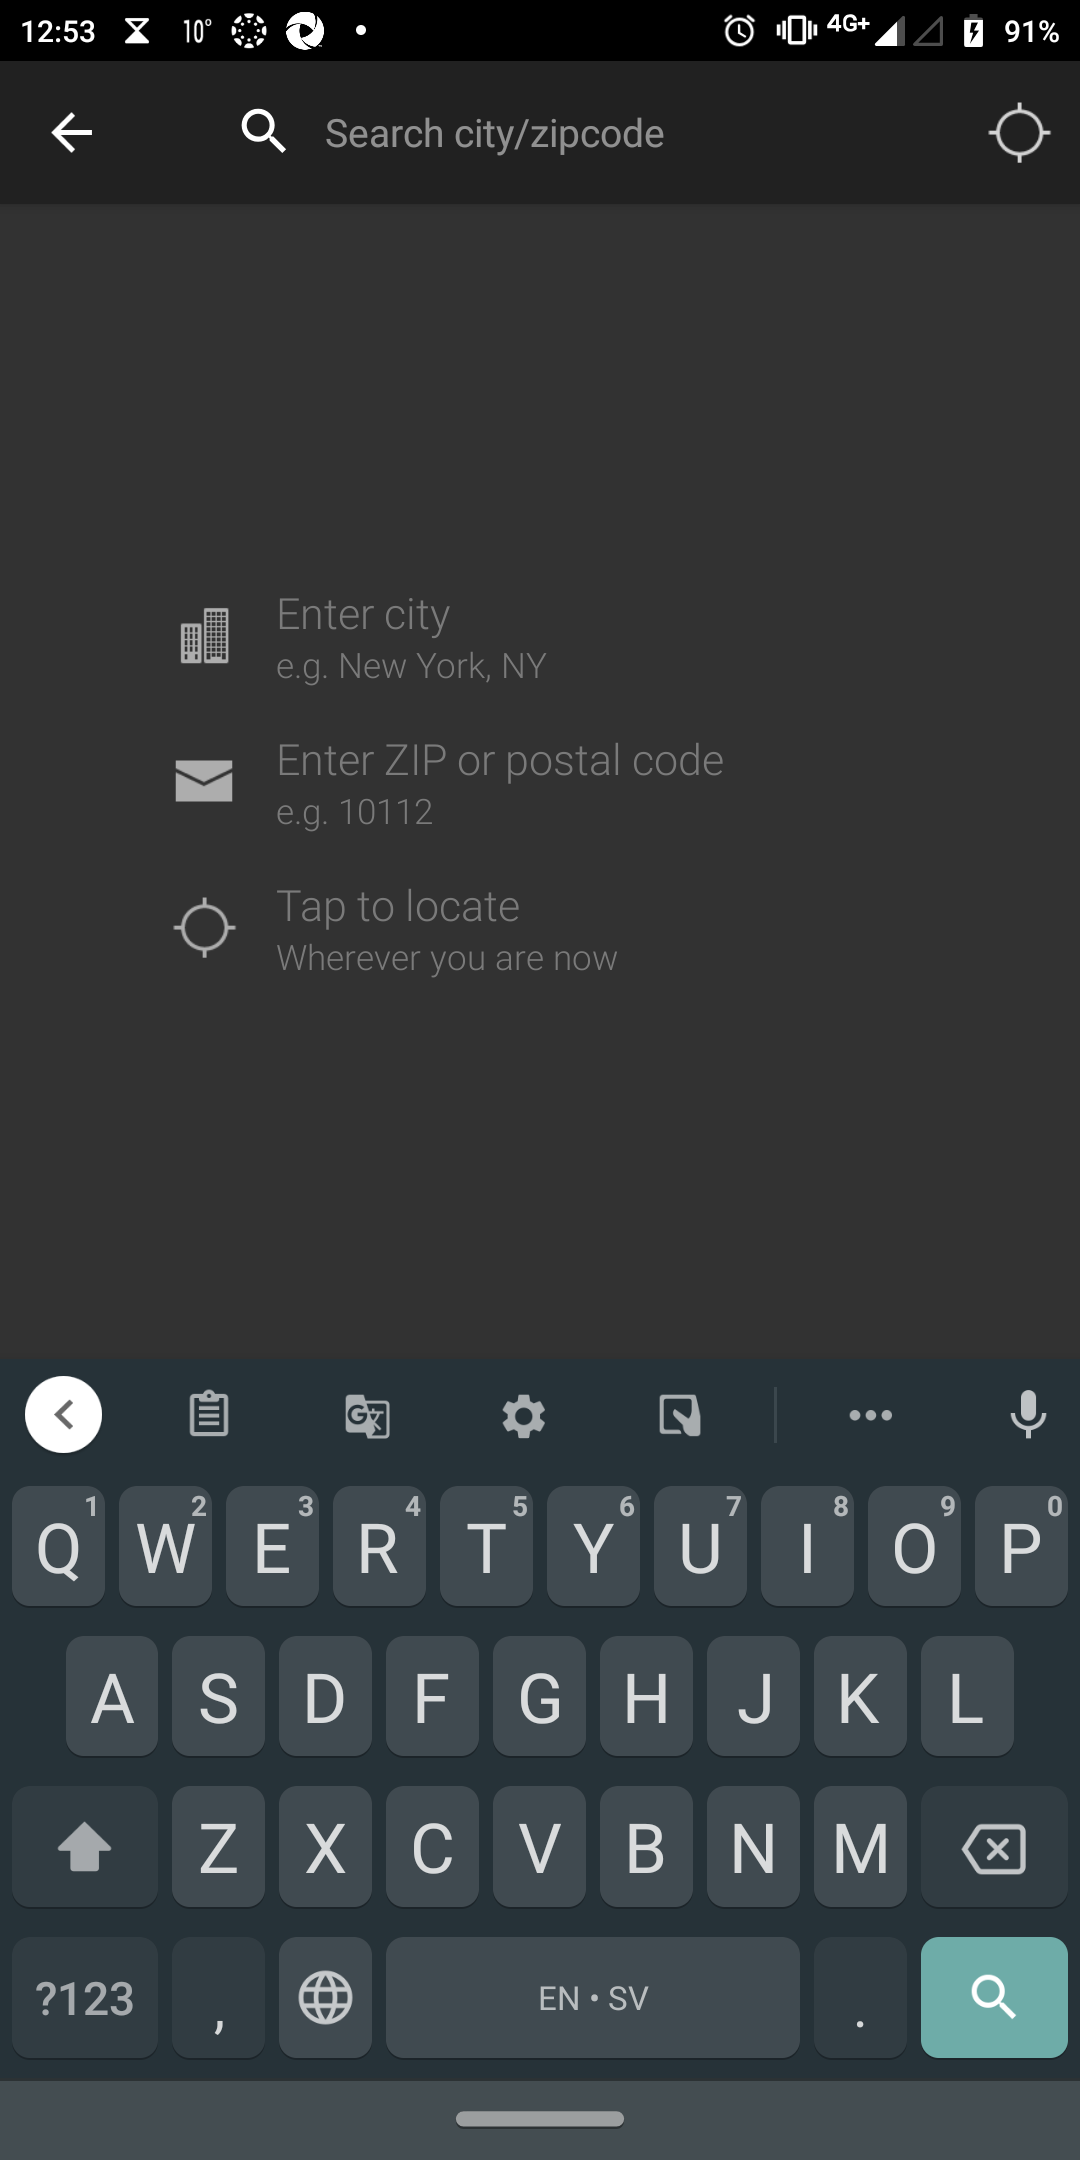 12:53 10° 4G+ 91%
Search city/zipcode
Enter city
e.g. New York, NY
Enter ZIP or postal code
e.g. 10112
Tap to locate
Wherever you are now
G
1 2 3 4 5 6 7 8 9 0
Q W E R T Y U I O P
A S D F G H J K L
Z X C V B N M
?123 , EN • SV .